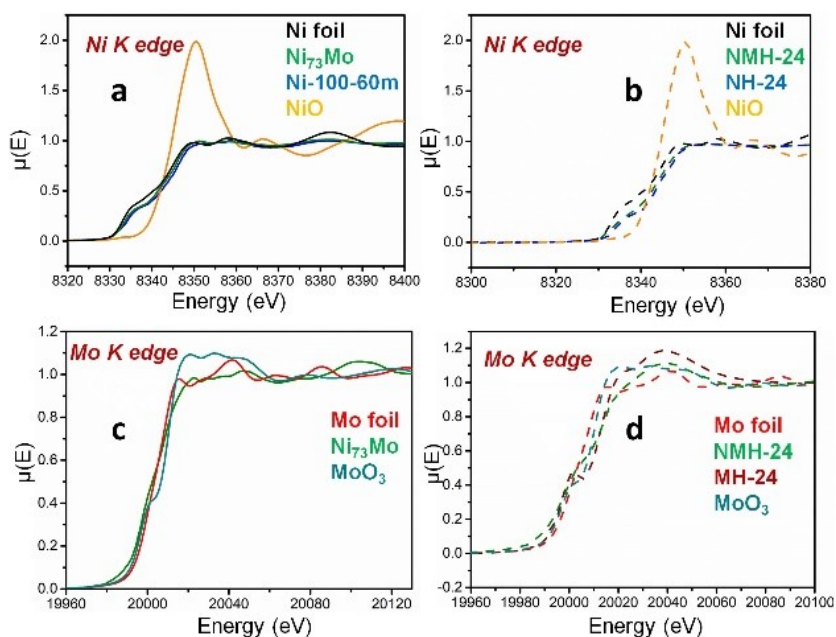 Ni K edge
a
Ni foil
Ni₇₃Mo
Ni-100-60m
NiO
μ(E)
2.0
1.5
1.0
0.5
0.0
8320 8330 8340 8350 8360 8370 8380 8390 8400
Energy (eV)
Ni K edge
b
Ni foil
NMH-24
NH-24
NiO
μ(E)
2.0
1.5
1.0
0.5
0.0
8300 8320 8340 8360 8380
Energy (eV)
Mo K edge
c
Mo foil
Ni₇₃Mo
MoO₃
μ(E)
1.2
1.0
0.8
0.6
0.4
0.2
0.0
19960 20000 20040 20080 20120
Energy (eV)
Mo K edge
d
Mo foil
NMH-24
MH-24
MoO₃
μ(E)
1.4
1.2
1.0
0.8
0.6
0.4
0.2
0.0
-0.2
19960 19980 20000 20020 20040 20060 20080 20100
Energy (eV)